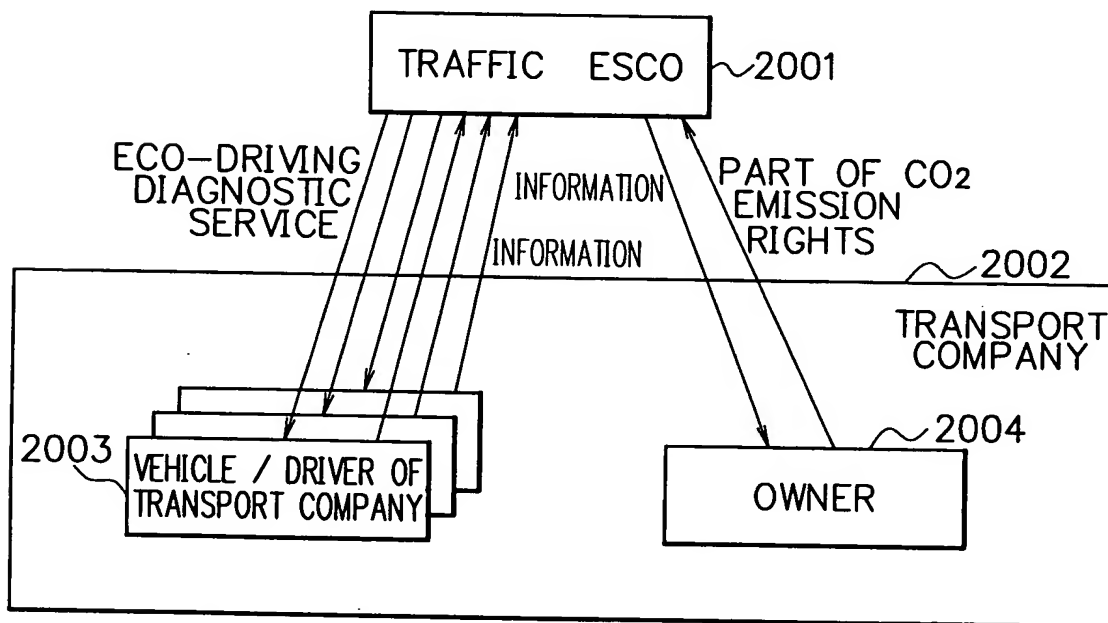 TRAFFIC ESCO
2001
ECO-DRIVING
DIAGNOSTIC
SERVICE
INFORMATION
INFORMATION
PART OF CO2
EMISSION
RIGHTS
2002
TRANSPORT
COMPANY
2003
VEHICLE / DRIVER OF
TRANSPORT COMPANY
2004
OWNER